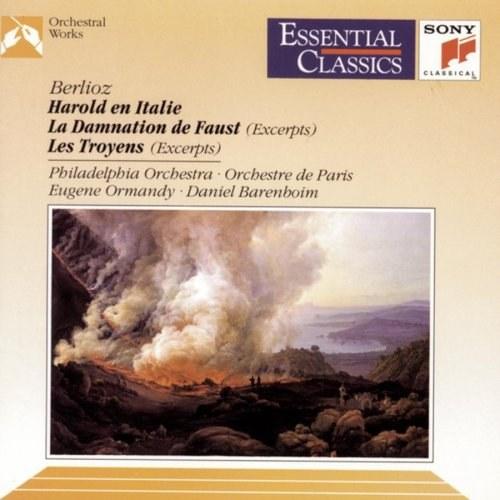 Orchestral
Works
ESSENTIAL
CLASSICS
SONY
CLASSICAL
Berlioz
Harold en Italie
La Damnation de Faust (Excerpts)
Les Troyens (Excerpts)
Philadelphia Orchestra · Orchestre de Paris
Eugene Ormandy · Daniel Barenboim